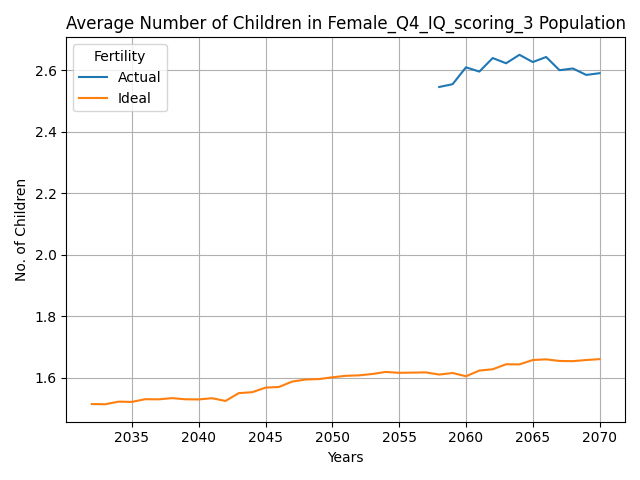 Average Number of Children in Female_Q4_IQ_scoring_3 Population
Fertility
Actual
Ideal
No. of Children
2.6
2.4
2.2
2.0
1.8
1.6
2035 2040 2045 2050 2055 2060 2065 2070
Years